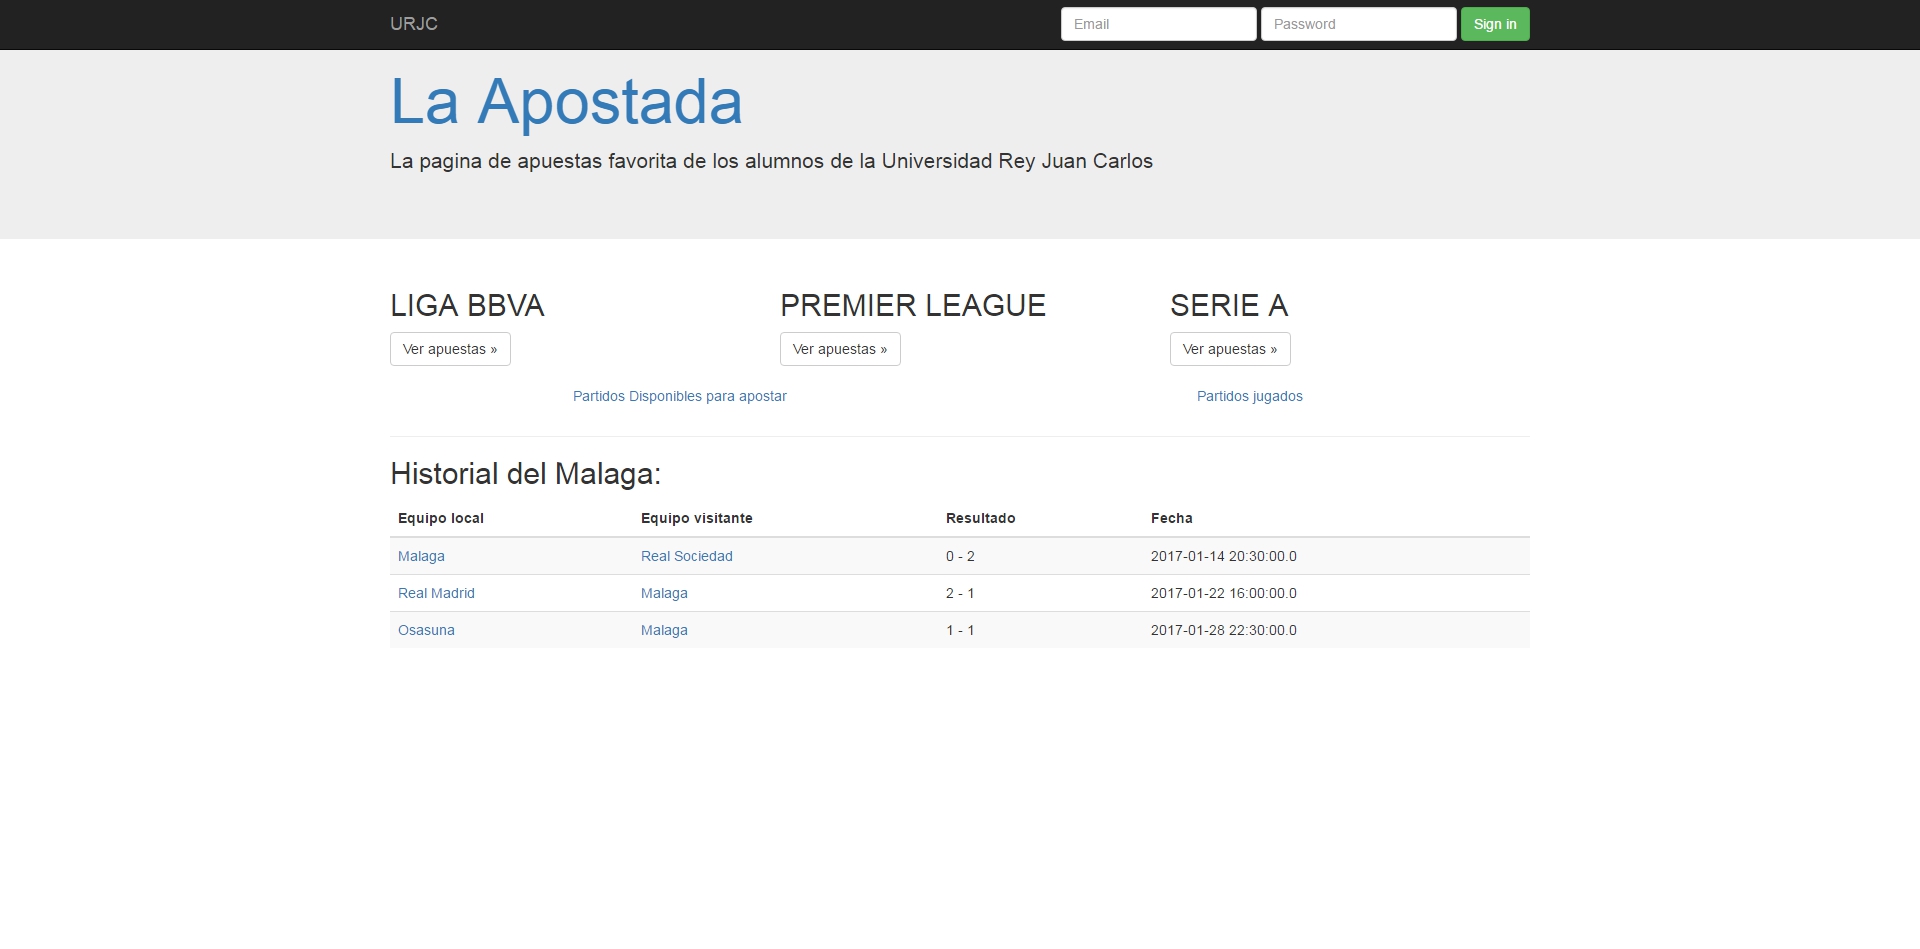 URJC Email Password Sign in
La Apostada
La pagina de apuestas favorita de los alumnos de la Universidad Rey Juan Carlos
LIGA BBVA PREMIER LEAGUE SERIE A
Ver apuestas » Ver apuestas » Ver apuestas »
Partidos Disponibles para apostar Partidos jugados
Historial del Malaga:
Equipo local Equipo visitante Resultado Fecha
Malaga Real Sociedad 0 - 2 2017-01-14 20:30:00.0
Real Madrid Malaga 2 - 1 2017-01-22 16:00:00.0
Osasuna Malaga 1 - 1 2017-01-28 22:30:00.0